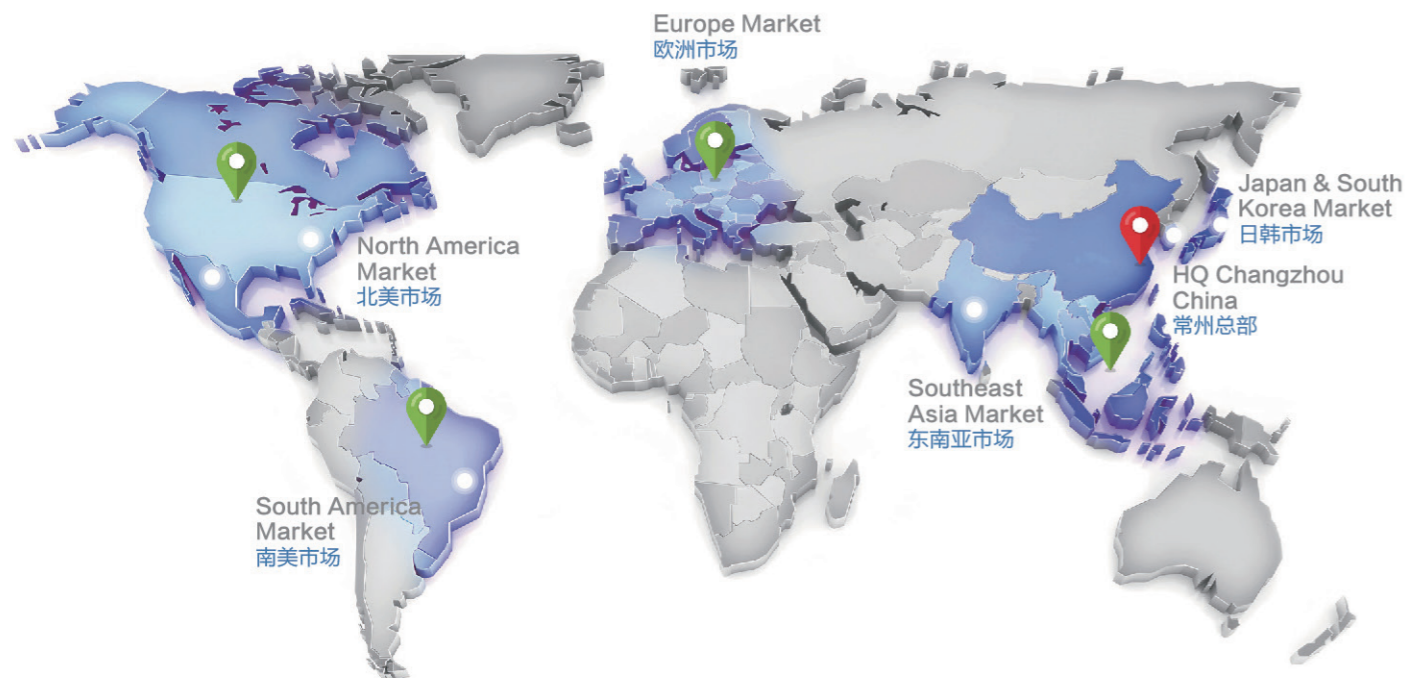 Europe Market
欧洲市场
Japan & South
Korea Market
日韩市场
North America
Market
北美市场
HQ Changzhou
China
常州总部
Southeast
Asia Market
东南亚市场
South America
Market
南美市场